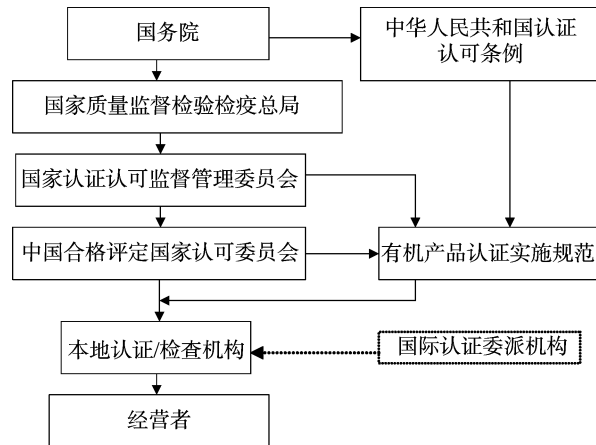 国务院
中华人民共和国认证
认可条例
国家质量监督检验检疫总局
国家认证认可监督管理委员会
中国合格评定国家认可委员会
有机产品认证实施规范
本地认证/检查机构
国际认证委派机构
经营者